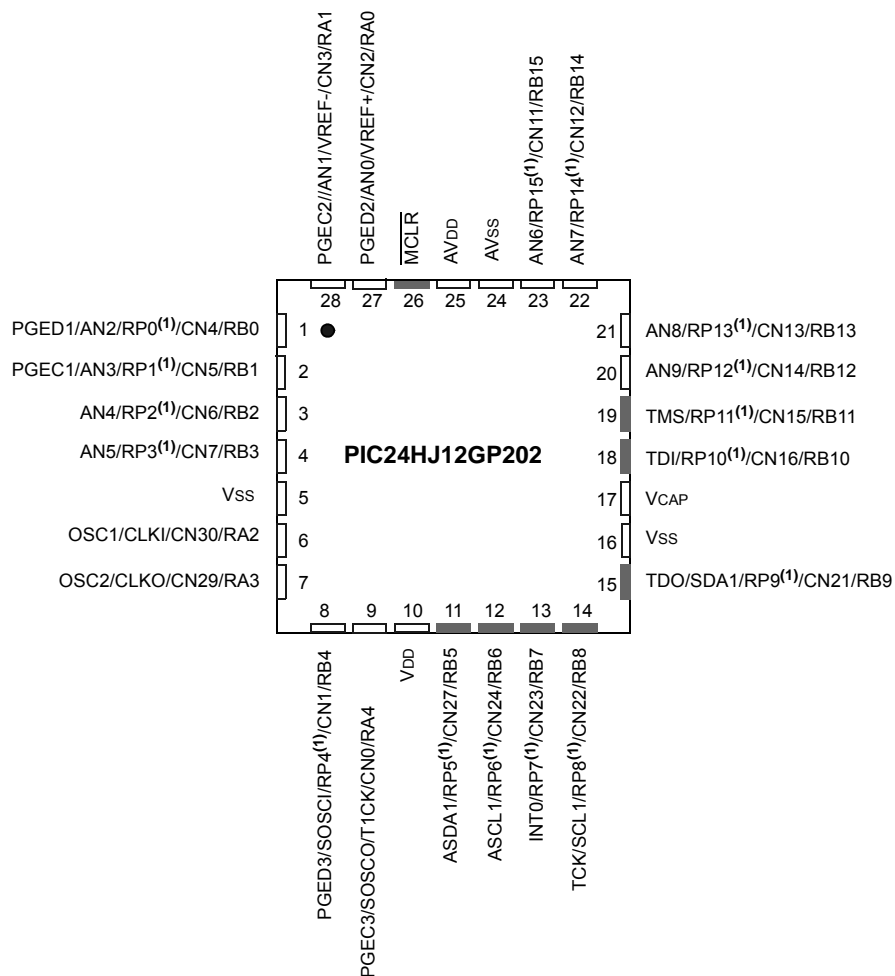 PGEC2//AN1/VREF-/CN3/RA1
PGED2/AN0/VREF+/CN2/RA0
MCLR
AVDD
AVSS
AN6/RP15(1)/CN11/RB15
AN7/RP14(1)/CN12/RB14
28 27 26 25 24 23 22
PGED1/AN2/RP0(1)/CN4/RB0 1
PGEC1/AN3/RP1(1)/CN5/RB1 2
AN4/RP2(1)/CN6/RB2 3
AN5/RP3(1)/CN7/RB3 4
VSS 5
OSC1/CLKI/CN30/RA2 6
OSC2/CLKO/CN29/RA3 7
PIC24HJ12GP202
21 AN8/RP13(1)/CN13/RB13
20 AN9/RP12(1)/CN14/RB12
19 TMS/RP11(1)/CN15/RB11
18 TDI/RP10(1)/CN16/RB10
17 VCAP
16 VSS
15 TDO/SDA1/RP9(1)/CN21/RB9
8 9 10 11 12 13 14
PGED3/SOSCI/RP4(1)/CN1/RB4
PGEC3/SOSCO/T1CK/CN0/RA4
VDD
ASDA1/RP5(1)/CN27/RB5
ASCL1/RP6(1)/CN24/RB6
INT0/RP7(1)/CN23/RB7
TCK/SCL1/RP8(1)/CN22/RB8